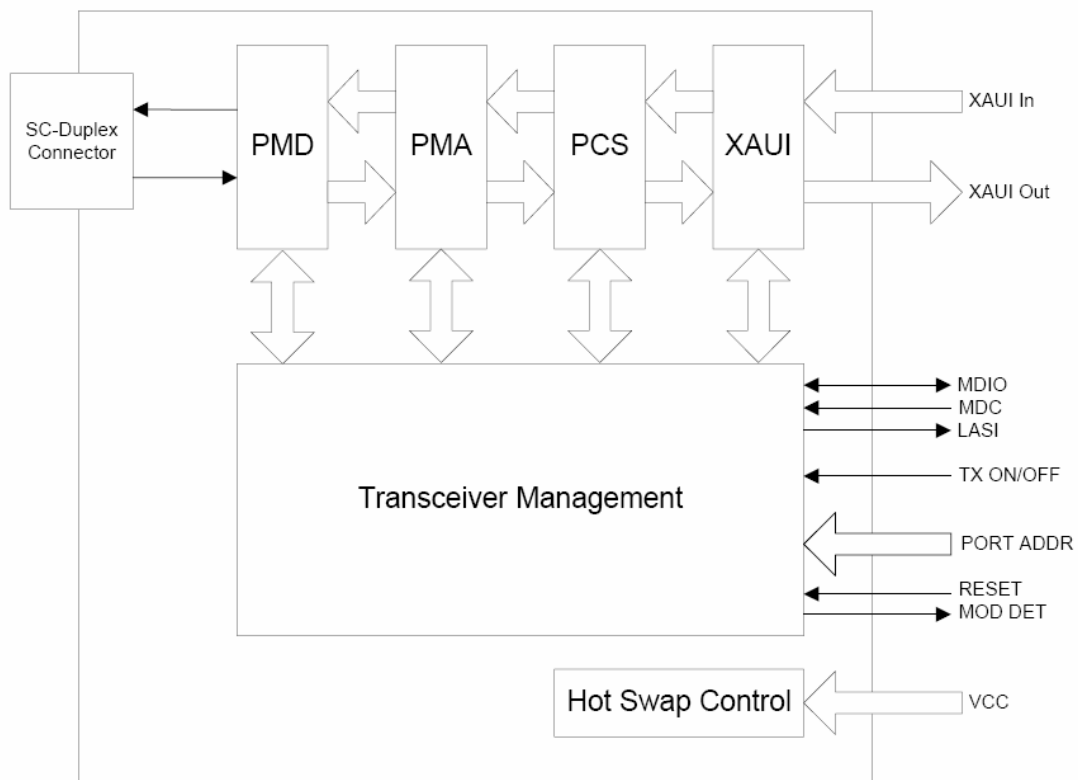 XAUI In
SC-Duplex
Connector
PMD
PMA
PCS
XAUI
XAUI Out
MDIO
MDC
LASI
TX ON/OFF
Transceiver Management
PORT ADDR
RESET
MOD DET
Hot Swap Control
VCC